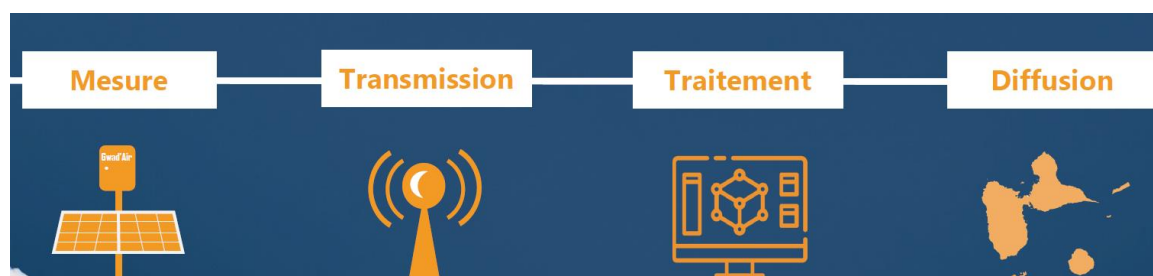 Mesure
Transmission
Traitement
Diffusion
Gwad'Air